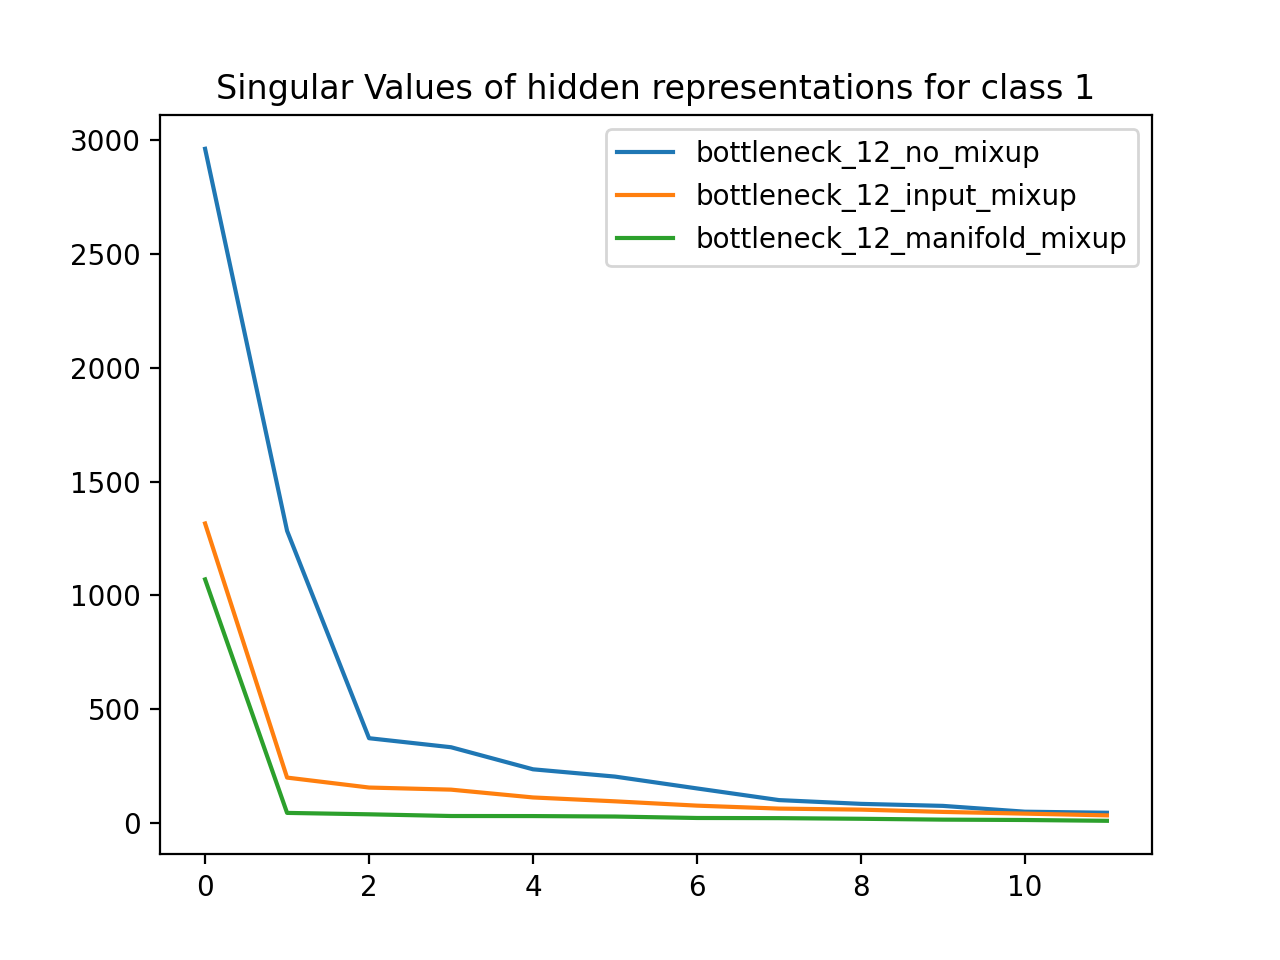 Singular Values of hidden representations for class 1
3000
2500
2000
1500
1000
500
0
bottleneck_12_no_mixup
bottleneck_12_input_mixup
bottleneck_12_manifold_mixup
0 2 4 6 8 10